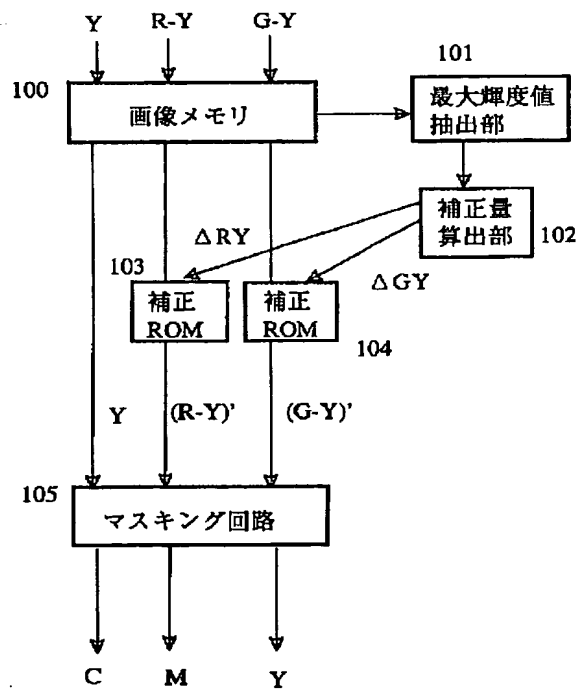 Y R-Y G-Y
101
100
画像メモリ
最大輝度値
抽出部
補正量
算出部
102
ΔRY
ΔGY
103
補正
ROM
補正
ROM
104
Y (R-Y)' (G-Y)'
105
マスキング回路
C M Y